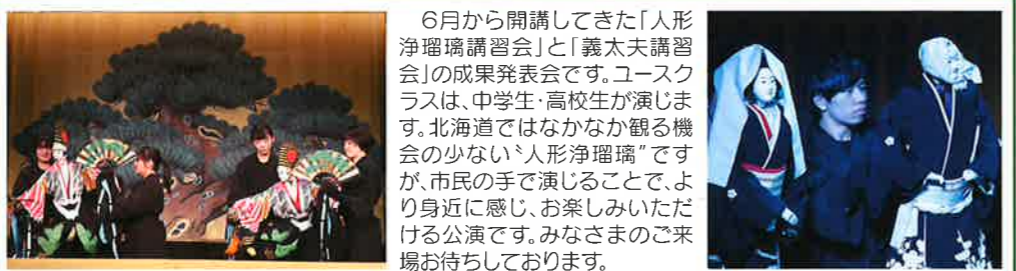 6月から開講してきた「人形
浄瑠璃講習会」と「義太夫講習
会」の成果発表会です。ユースク
ラスは、中学生・高校生が演じま
す。北海道ではなかなか観る機
会の少ない〝人形浄瑠璃〟です
が、市民の手で演じることで、よ
り身近に感じ、お楽しみいただ
ける公演です。みなさまのご来
場お待ちしております。